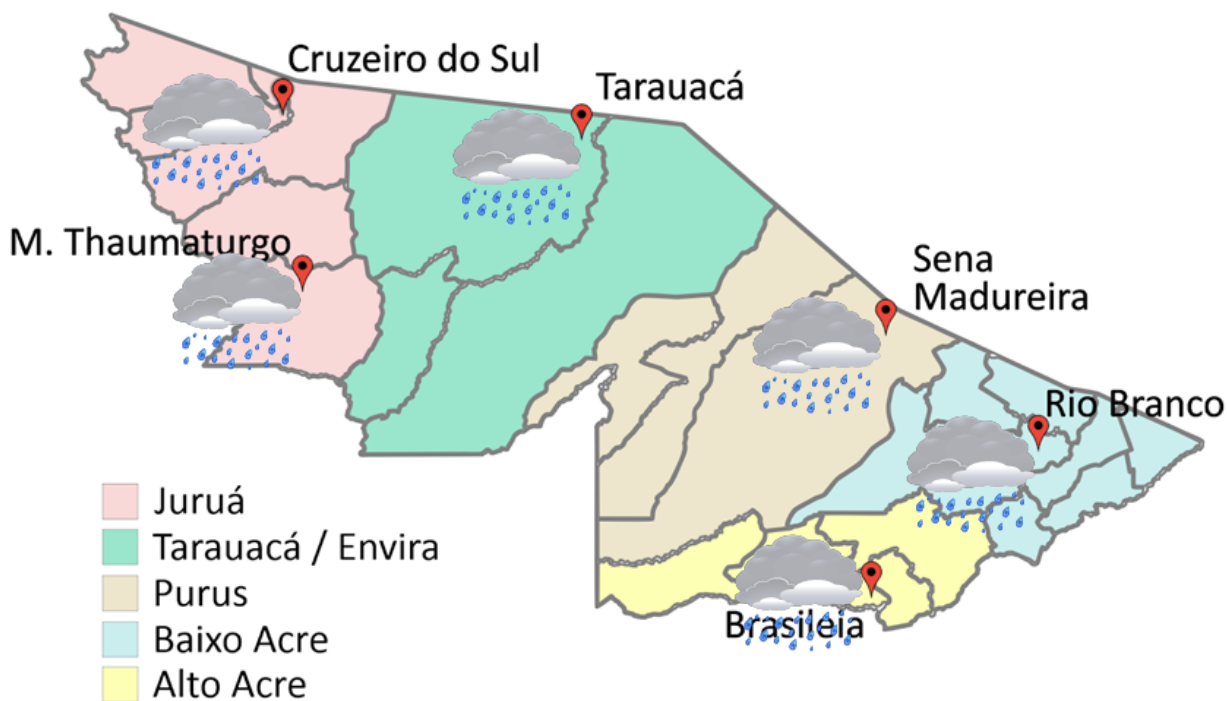 Cruzeiro do Sul
Tarauacá
M. Thaumaturgo
Sena
Madureira
Rio Branco
Brasileia
Juruá
Tarauacá / Envira
Purus
Baixo Acre
Alto Acre